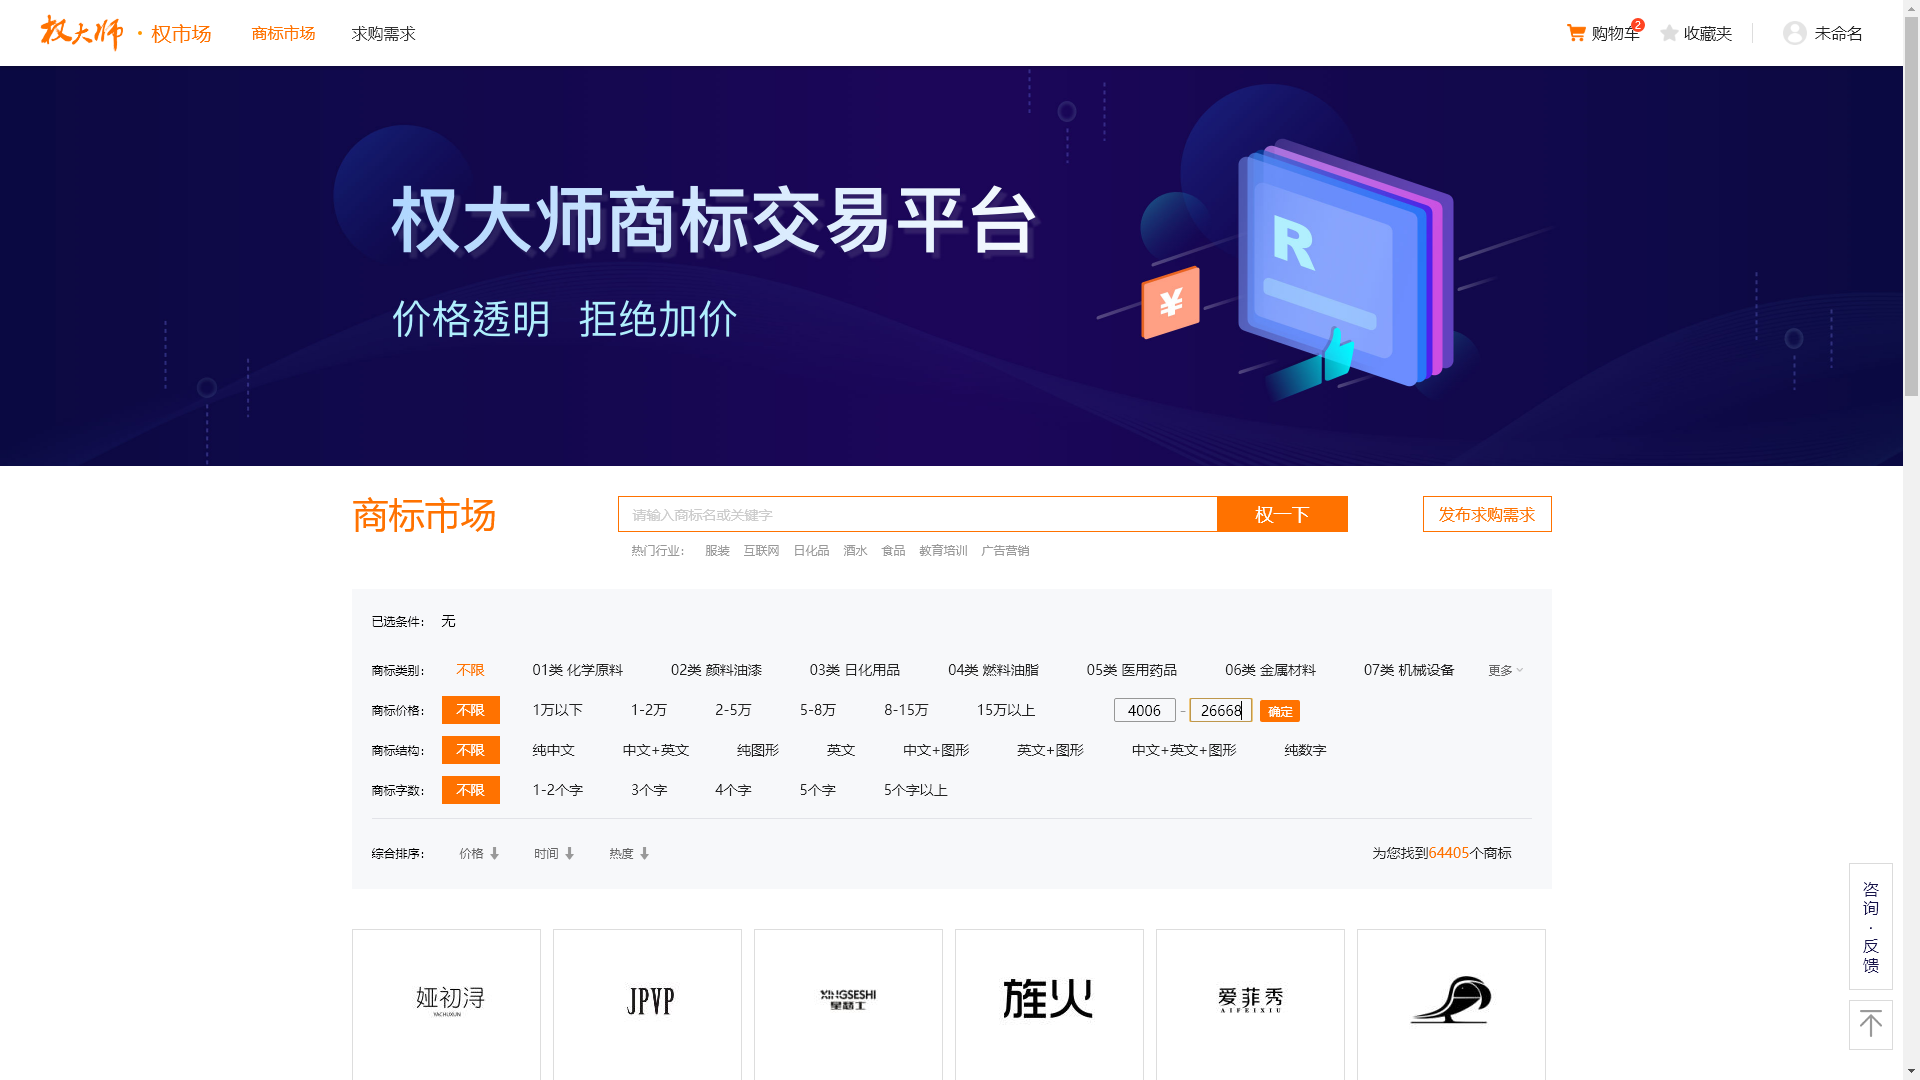 权大师 · 权市场 商标市场 求购需求 购物车 2 收藏夹 未命名
权大师商标交易平台
R
¥
价格透明 拒绝加价
商标市场 请输入商标名或关键字 权一下 发布求购需求
热门行业： 服装 互联网 日化品 酒水 食品 教育培训 广告营销
已选条件： 无
商标类别： 不限 01类 化学原料 02类 颜料油漆 03类 日化用品 04类 燃料油脂 05类 医用药品 06类 金属材料 07类 机械设备 更多
商标价格： 不限 1万以下 1-2万 2-5万 5-8万 8-15万 15万以上 4006 - 26668 确定
商标结构： 不限 纯中文 中文+英文 纯图形 英文 中文+图形 英文+图形 中文+英文+图形 纯数字
商标字数： 不限 1-2个字 3个字 4个字 5个字 5个字以上
综合排序： 价格 时间 热度 为您找到64405个商标
咨询·反馈
娅初浔
YACHUXUN
JPVP
XINGSESHI
旌火
爱菲秀
AIFEIXIU